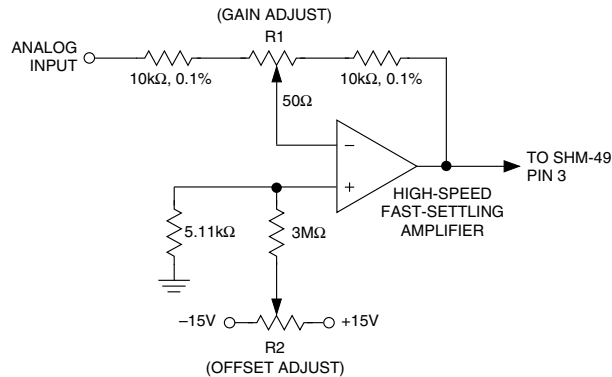 (GAIN ADJUST)
R1
ANALOG
INPUT
10kΩ, 0.1%
10kΩ, 0.1%
50Ω
–
+
TO SHM-49
PIN 3
HIGH-SPEED
FAST-SETTLING
AMPLIFIER
5.11kΩ
3MΩ
–15V
+15V
R2
(OFFSET ADJUST)